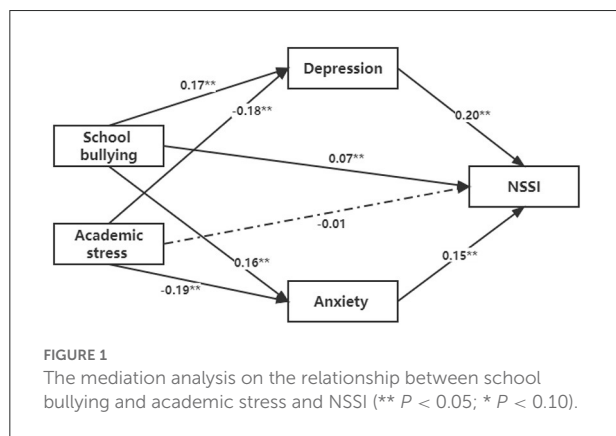 Depression
0.17**
-0.18**
0.20**
School
bullying
0.07**
NSSI
Academic
stress
-0.01
0.16**
0.15**
-0.19**
Anxiety
FIGURE 1
The mediation analysis on the relationship between school
bullying and academic stress and NSSI (** P < 0.05; * P < 0.10).